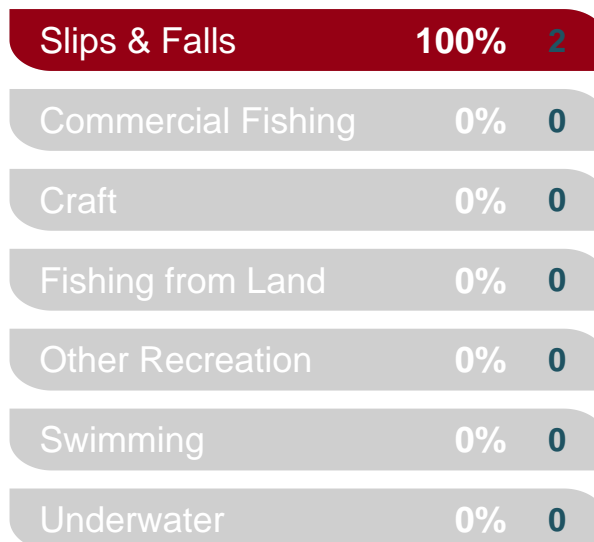 Slips & Falls 100% 2
Commercial Fishing 0% 0
Craft 0% 0
Fishing from Land 0% 0
Other Recreation 0% 0
Swimming 0% 0
Underwater 0% 0